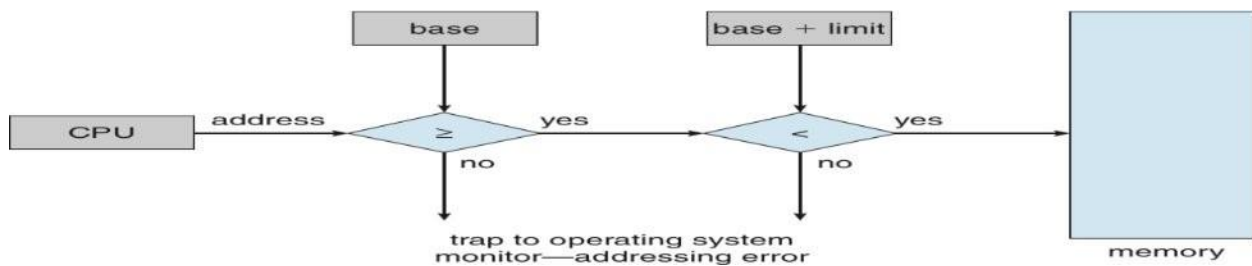 base
base + limit
CPU
address
≥
yes
<
yes
no
no
trap to operating system
monitor—addressing error
memory